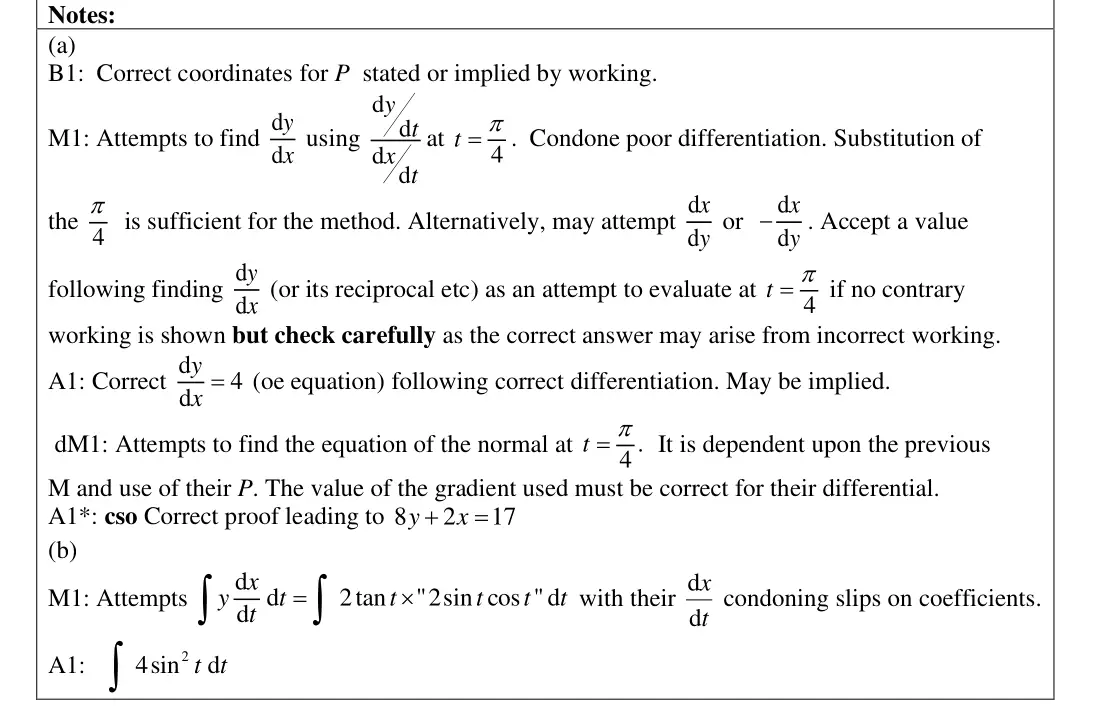 Notes:
(a)
B1: Correct coordinates for P stated or implied by working.
M1: Attempts to find dy/dx using (dy/dt)/(dx/dt) at t = π/4 . Condone poor differentiation. Substitution of
the π/4 is sufficient for the method. Alternatively, may attempt dx/dy or −dx/dy . Accept a value
following finding dy/dx (or its reciprocal etc) as an attempt to evaluate at t = π/4 if no contrary
working is shown but check carefully as the correct answer may arise from incorrect working.
A1: Correct dy/dx = 4 (oe equation) following correct differentiation. May be implied.
dM1: Attempts to find the equation of the normal at t = π/4 . It is dependent upon the previous
M and use of their P. The value of the gradient used must be correct for their differential.
A1*: cso Correct proof leading to 8y + 2x = 17
(b)
M1: Attempts ∫ y dx/dt dt = ∫ 2 tan t × "2 sin t cos t" dt with their dx/dt condoning slips on coefficients.
A1: ∫ 4 sin² t dt